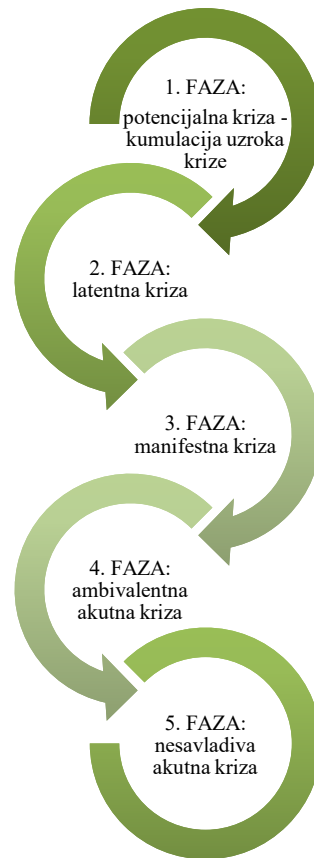 1. FAZA:
potencijalna kriza -
kumulacija uzroka
krize
2. FAZA:
latentna kriza
3. FAZA:
manifestna kriza
4. FAZA:
ambivalentna
akutna kriza
5. FAZA:
nesavladiva
akutna kriza